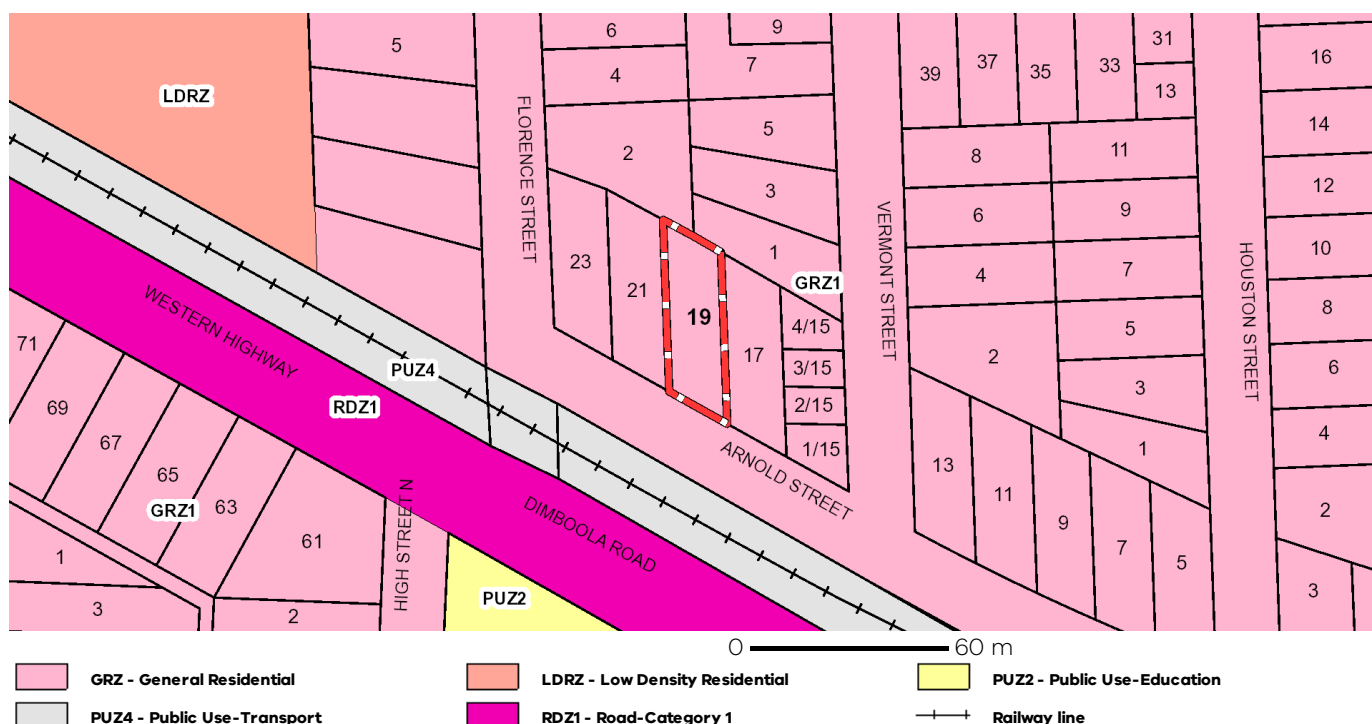 5
6
9
4
7
39
37
35
33
31
13
16
LDRZ
FLORENCE STREET
2
5
3
1
8
11
14
6
9
12
VERMONT STREET
4
7
10
HOUSTON STREET
8
23
21
19
17
GRZ1
4/15
3/15
2/15
1/15
2
5
3
1
6
4
2
3
WESTERN HIGHWAY
PUZ4
RDZ1
ARNOLD STREET
13
11
9
7
5
71
69
67
65
63
61
GRZ1
HIGH STREET N
DIMBOOLA ROAD
PUZ2
1
3
2
0 60 m
GRZ - General Residential
LDRZ - Low Density Residential
PUZ2 - Public Use-Education
PUZ4 - Public Use-Transport
RDZ1 - Road-Category 1
Railway line